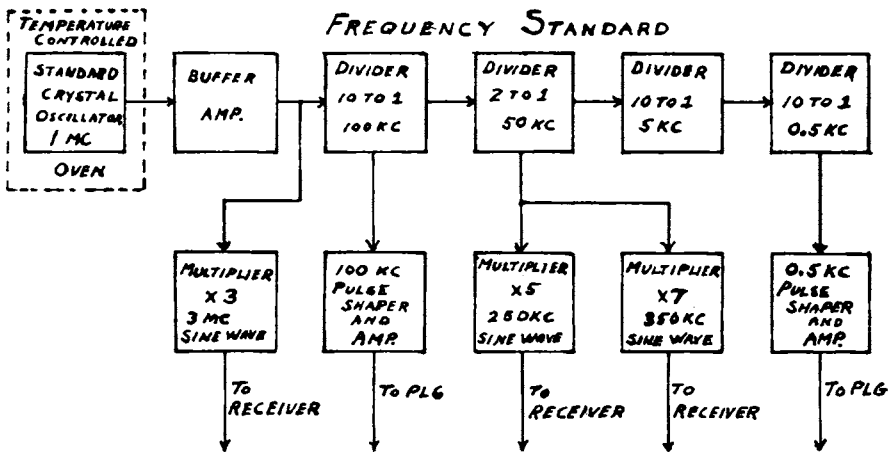 FREQUENCY STANDARD
TEMPERATURE
CONTROLLED
STANDARD
CRYSTAL
OSCILLATOR
1 MC
OVEN
BUFFER
AMP.
DIVIDER
10 TO 1
100 KC
DIVIDER
2 TO 1
50 KC
DIVIDER
10 TO 1
5 KC
DIVIDER
10 TO 1
0.5 KC
MULTIPLIER
X 3
3 MC
SINE WAVE
100 KC
PULSE
SHAPER
AND
AMP.
MULTIPLIER
X5
250KC
SINE WAVE
MULTIPLIER
X7
350KC
SINE WAVE
0.5 KC
PULSE
SHAPER
AND
AMP.
TO
RECEIVER
TO PLG
TO
RECEIVER
TO
RECEIVER
TO PLG